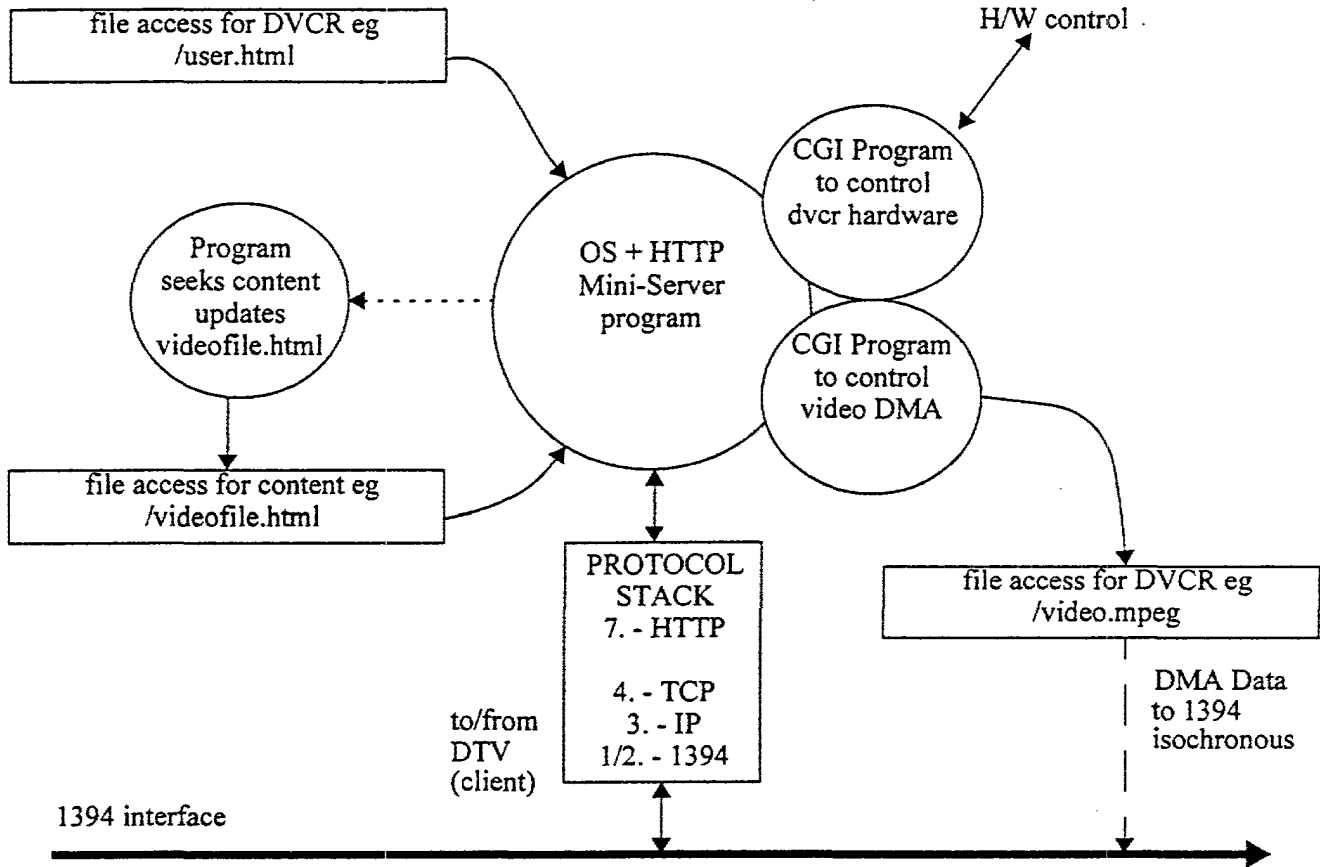 file access for DVCR eg
/user.html
H/W control
CGI Program
to control
dvcr hardware
Program
seeks content
updates
videofile.html
OS + HTTP
Mini-Server
program
CGI Program
to control
video DMA
file access for content eg
/videofile.html
PROTOCOL
STACK
7. - HTTP
4. - TCP
3. - IP
1/2. - 1394
file access for DVCR eg
/video.mpeg
to/from
DTV
(client)
DMA Data
to 1394
isochronous
1394 interface